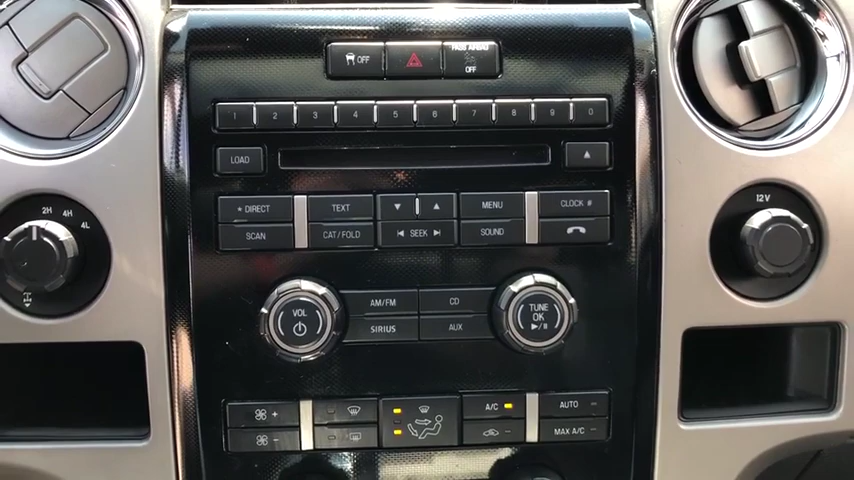 OFF
PASS AIRBAG
OFF
1 2 3 4 5 6 7 8 9 0
LOAD
* DIRECT TEXT MENU CLOCK #
SCAN CAT/FOLD SEEK SOUND
2H 4H 4L
12V
VOL
AM/FM CD
SIRIUS AUX
TUNE
OK
+ A/C AUTO
- MAX A/C